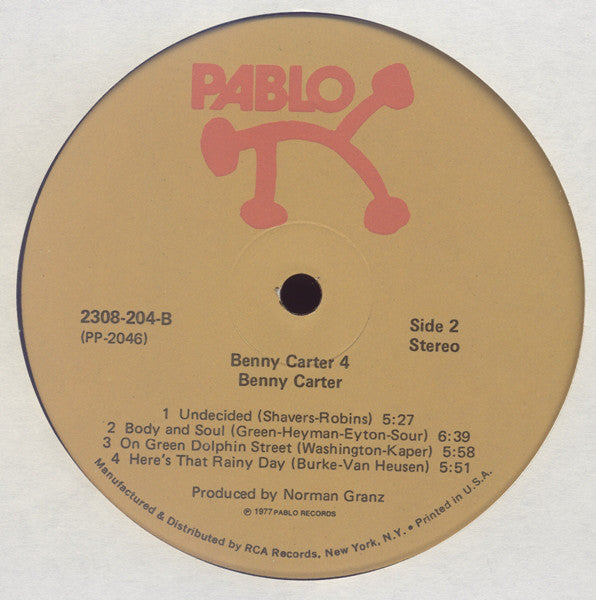 PABLO
2308-204-B
(PP-2046)
Side 2
Stereo
Benny Carter 4
Benny Carter
1 Undecided (Shavers-Robins) 5:27
2 Body and Soul (Green-Heyman-Eyton-Sour) 6:39
3 On Green Dolphin Street (Washington-Kaper) 5:58
4 Here's That Rainy Day (Burke-Van Heusen) 5:51
Produced by Norman Granz
℗ 1977 PABLO RECORDS
Manufactured & Distributed by RCA Records, New York, N.Y. • Printed in U.S.A.